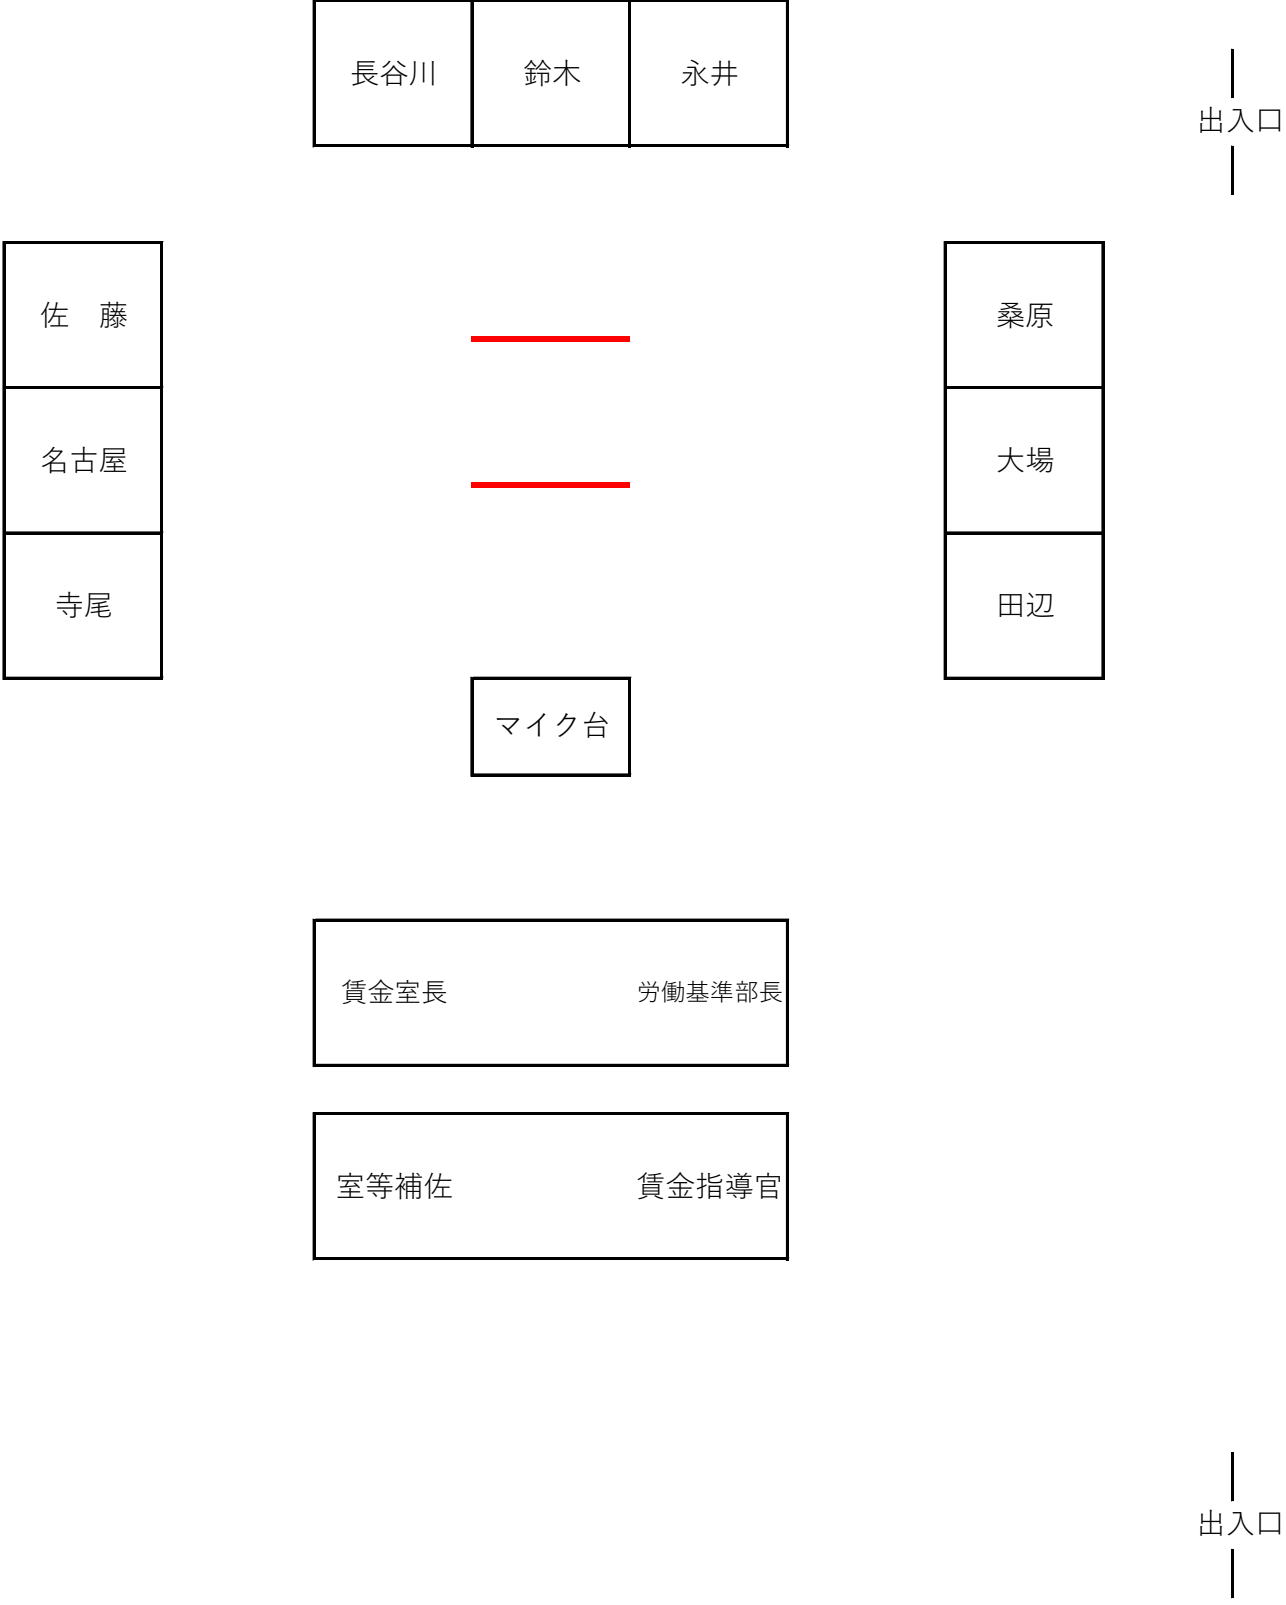 長谷川
鈴木
永井
出入口
佐　藤
桑原
名古屋
大場
寺尾
田辺
マイク台
賃金室長
労働基準部長
室等補佐
賃金指導官
出入口